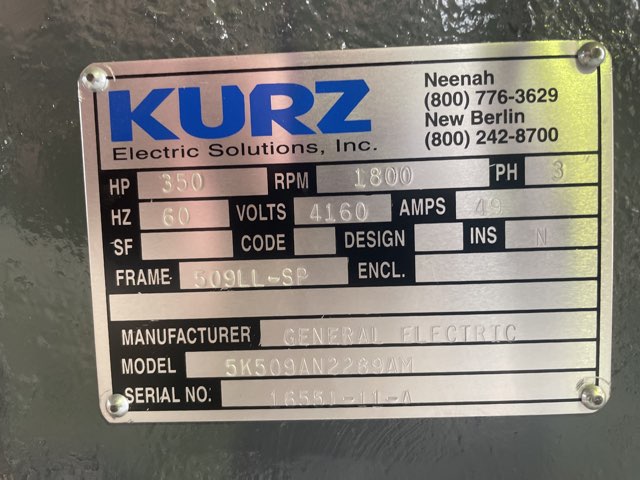 KURZ
Electric Solutions, Inc.
Neenah
(800) 776-3629
New Berlin
(800) 242-8700
HP 350 RPM 1800 PH 3
HZ 60 VOLTS 4160 AMPS 49
SF CODE DESIGN INS N
FRAME 509LL-SP ENCL.
MANUFACTURER GENERAL ELECTRIC
MODEL 5K509AN2289AM
SERIAL NO. 16551-11-A